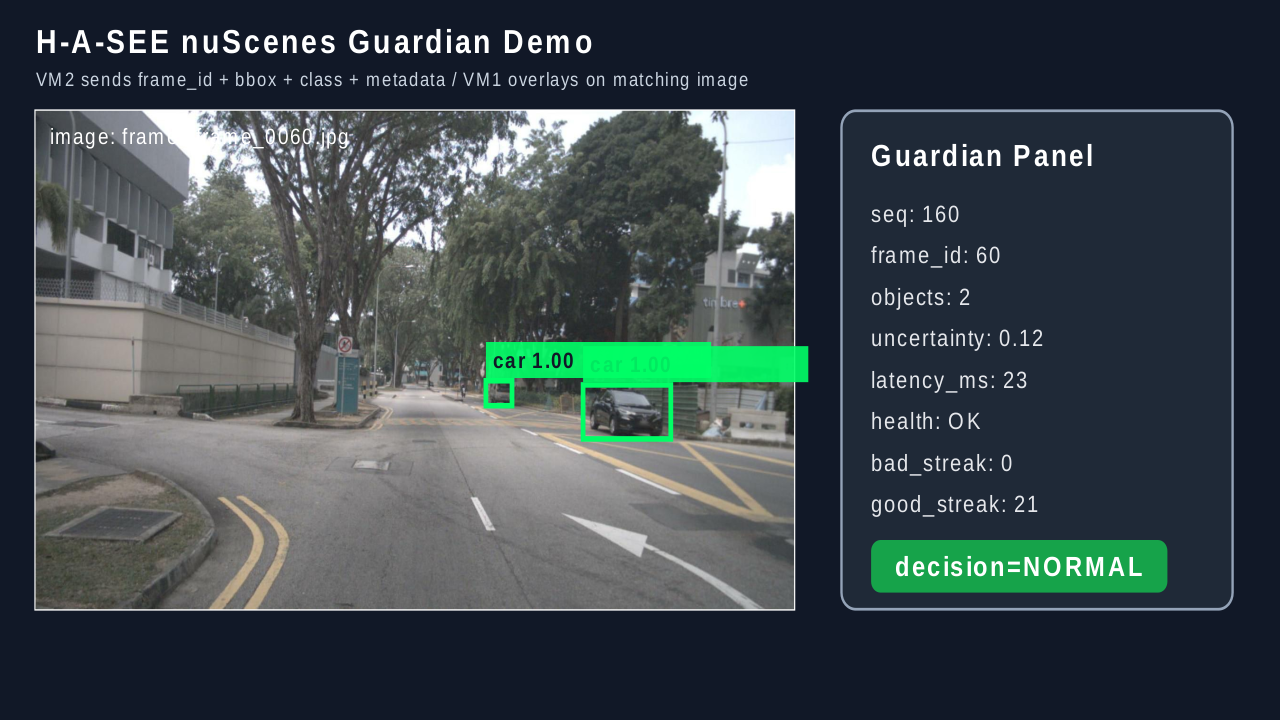 H-A-SEE nuScenes Guardian Demo
VM2 sends frame_id + bbox + class + metadata / VM1 overlays on matching image
image: frame_frame_0060.jpg
car 1.00
car 1.00
Guardian Panel
seq: 160
frame_id: 60
objects: 2
uncertainty: 0.12
latency_ms: 23
health: OK
bad_streak: 0
good_streak: 21
decision=NORMAL